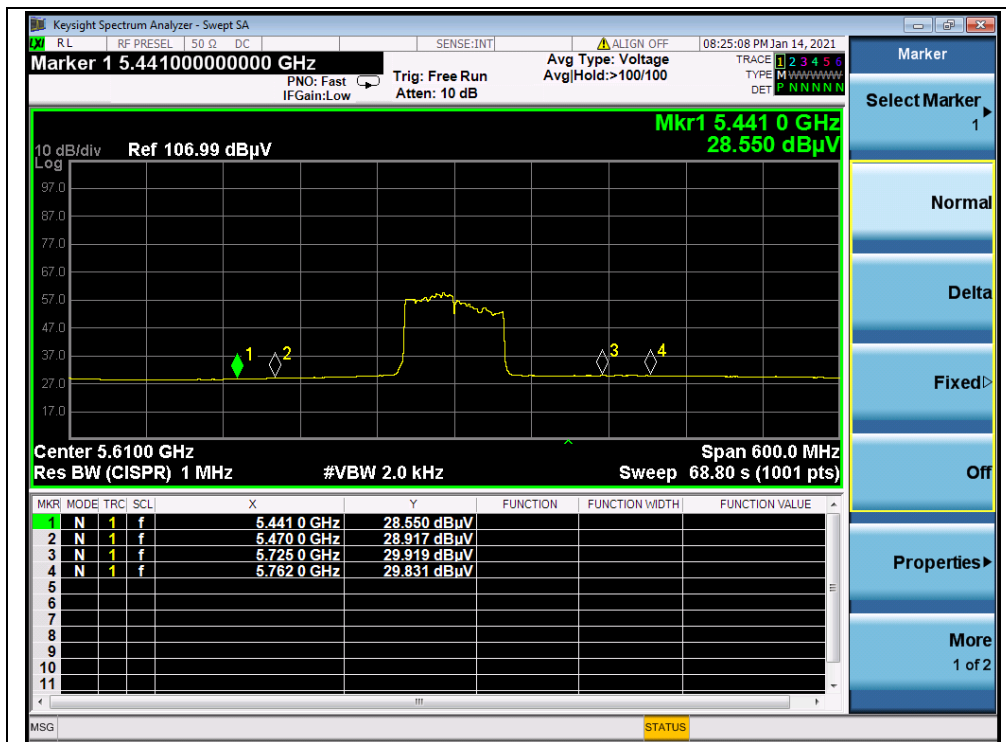 Keysight Spectrum Analyzer - Swept SA
LXI RL RF PRESEL 50 Ω DC SENSE:INT ALIGN OFF 08:25:08 PM Jan 14, 2021
Marker 1 5.441000000000 GHz
PNO: Fast
IFGain:Low
Trig: Free Run
Atten: 10 dB
Avg Type: Voltage
Avg|Hold:>100/100
TRACE 1 2 3 4 5 6
TYPE M WWWWW
DET P N N N N N
Mkr1 5.441 0 GHz
28.550 dBµV
10 dB/div Ref 106.99 dBµV
Log
97.0
87.0
77.0
67.0
57.0
47.0
37.0
27.0
17.0
1
2
3
4
Center 5.6100 GHz Span 600.0 MHz
Res BW (CISPR) 1 MHz #VBW 2.0 kHz Sweep 68.80 s (1001 pts)
MKR MODE TRC SCL X Y FUNCTION FUNCTION WIDTH FUNCTION VALUE
1 N 1 f 5.441 0 GHz 28.550 dBµV
2 N 1 f 5.470 0 GHz 28.917 dBµV
3 N 1 f 5.725 0 GHz 29.919 dBµV
4 N 1 f 5.762 0 GHz 29.831 dBµV
5
6
7
8
9
10
11
MSG STATUS
Marker
Select Marker
1
Normal
Delta
Fixed
Off
Properties
More
1 of 2